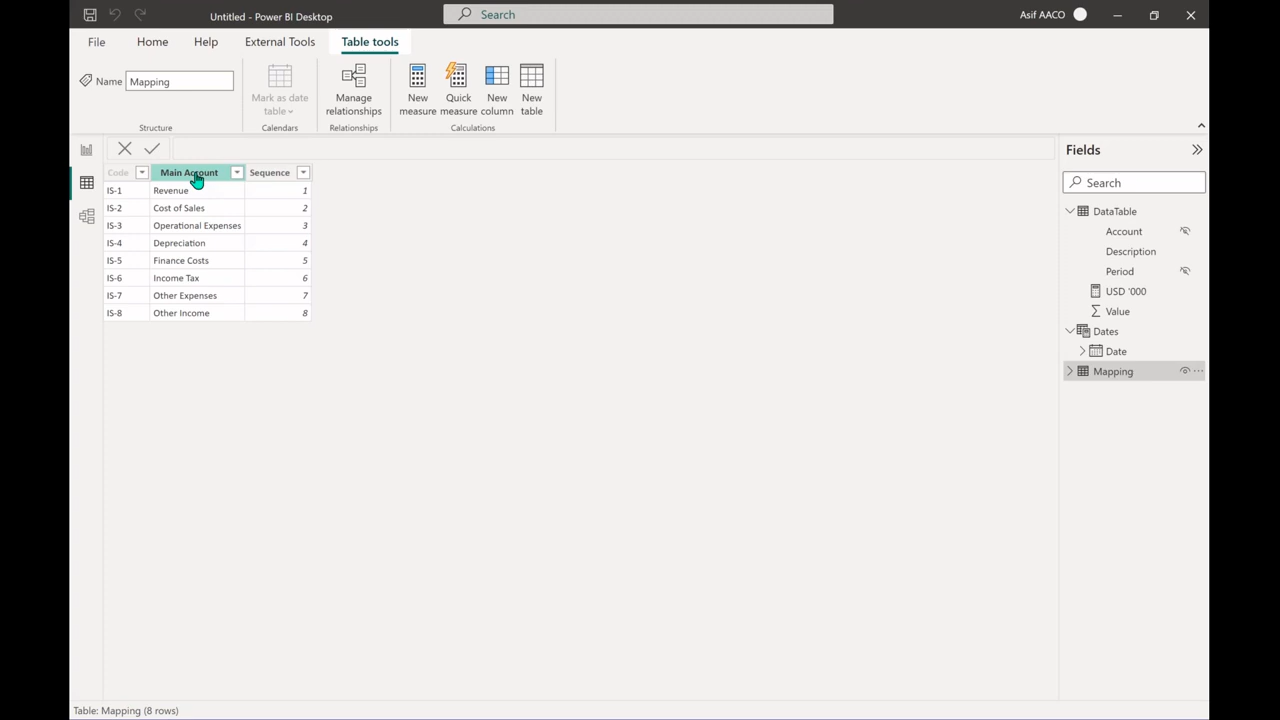 Untitled - Power BI Desktop
Search
Asif AACO
File Home Help External Tools Table tools
Name Mapping
Mark as date table
Manage relationships
New measure
Quick measure
New column
New table
Structure Calendars Relationships Calculations
Code Main Account Sequence
IS-1 Revenue 1
IS-2 Cost of Sales 2
IS-3 Operational Expenses 3
IS-4 Depreciation 4
IS-5 Finance Costs 5
IS-6 Income Tax 6
IS-7 Other Expenses 7
IS-8 Other Income 8
Fields
Search
DataTable
Account
Description
Period
USD '000
Value
Dates
Date
Mapping
Table: Mapping (8 rows)